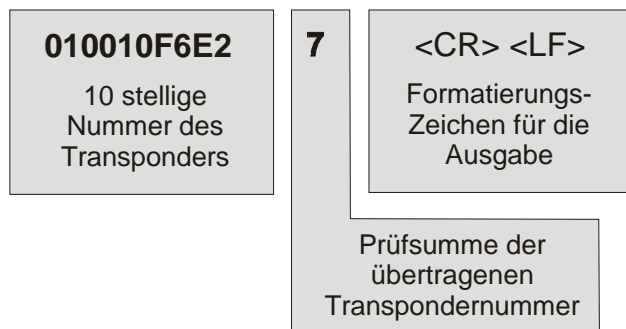 010010F6E2
10 stellige
Nummer des
Transponders
7
<CR> <LF>
Formatierungs-
Zeichen für die
Ausgabe
Prüfsumme der
übertragenen
Transpondernummer